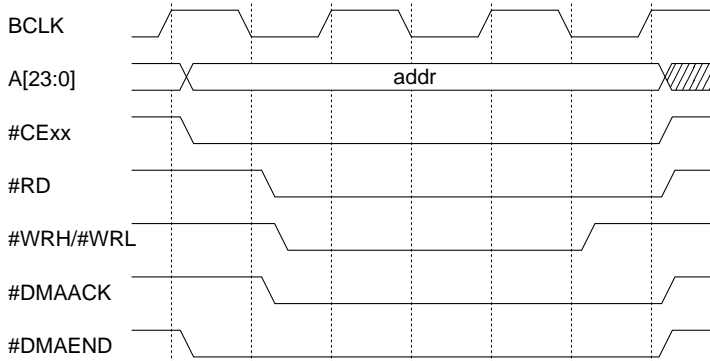 BCLK
A[23:0]
addr
#CExx
#RD
#WRH/#WRL
#DMAACK
#DMAEND